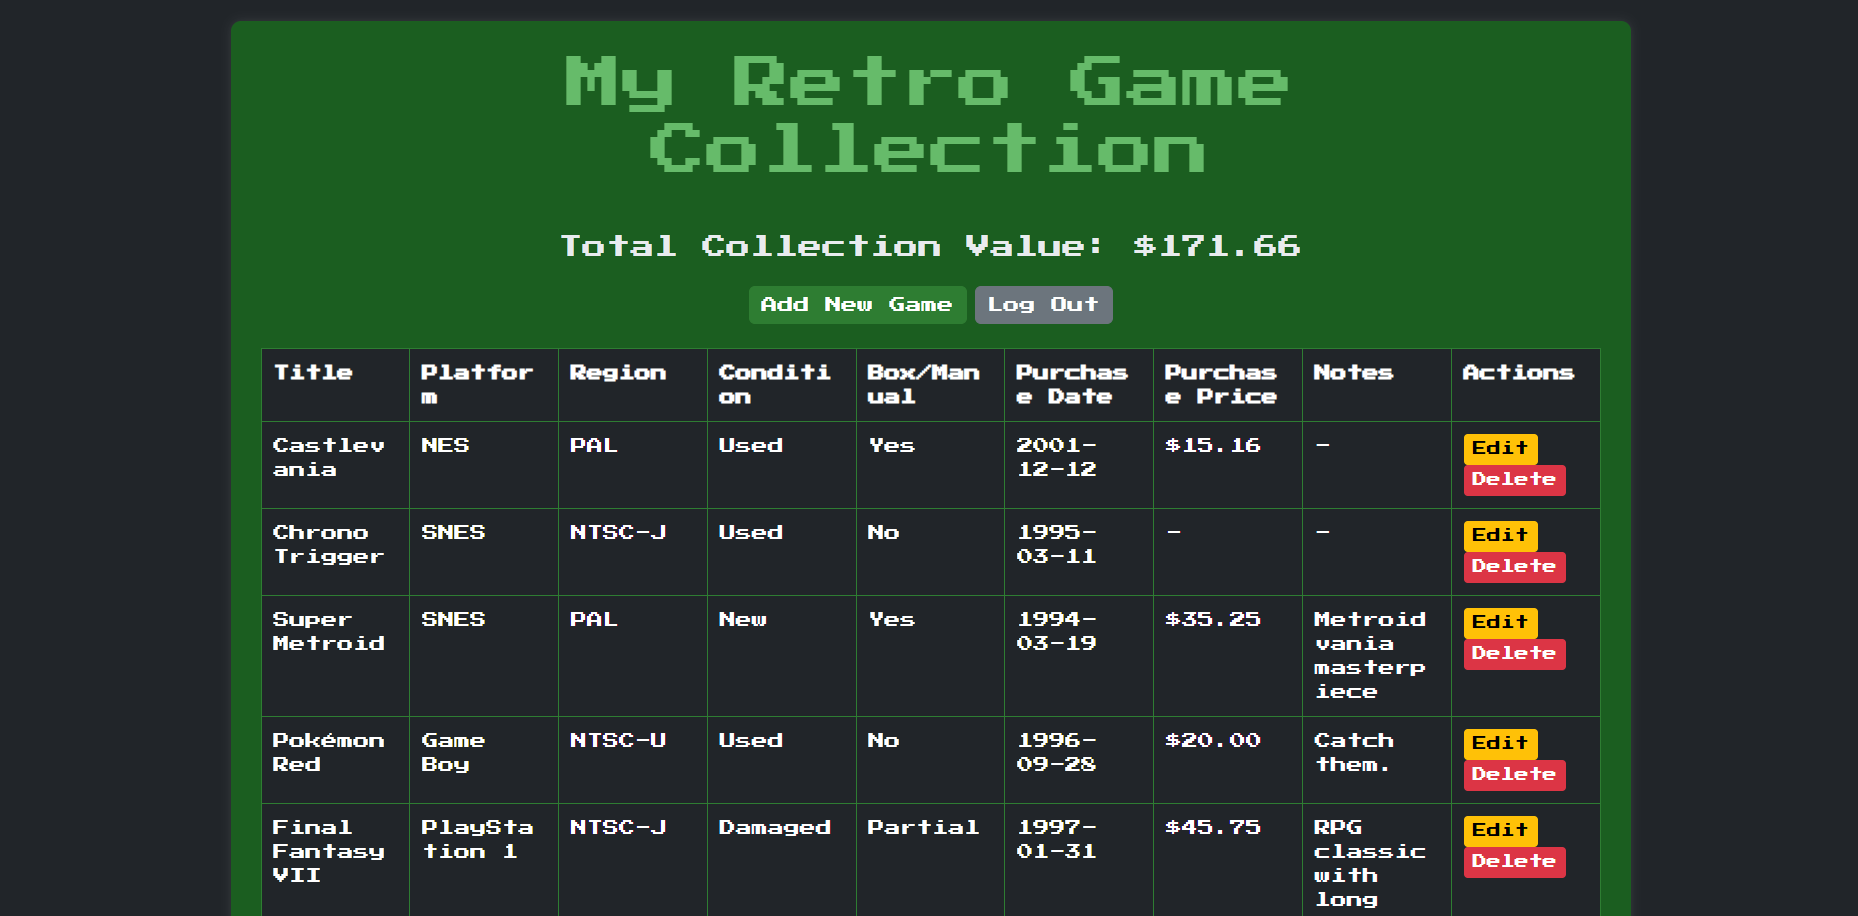 My Retro Game
Collection
Total Collection Value: $171.66
Add New Game Log Out
Title Platfor Region Conditi Box/Man Purchas Purchas Notes Actions
m on ual e Date e Price
Castlev NES PAL Used Yes 2001- $15.16 - Edit
ania 12-12 Delete
Chrono SNES NTSC-J Used No 1995- - - Edit
Trigger 03-11 Delete
Super SNES PAL New Yes 1994- $35.25 Metroid Edit
Metroid 03-19 vania Delete
masterp
iece
Pokémon Game NTSC-U Used No 1996- $20.00 Catch Edit
Red Boy 09-28 them. Delete
Final PlaySta NTSC-J Damaged Partial 1997- $45.75 RPG Edit
Fantasy tion 1 01-31 classic Delete
VII with
long